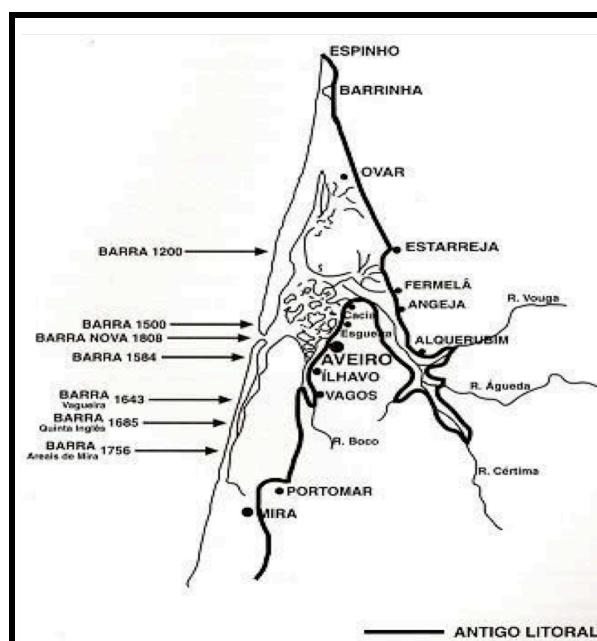 ESPINHO
BARRINHA
OVAR
BARRA 1200
ESTARREJA
FERMELÂ
ANGEJA
R. Vouga
Cacia
BARRA 1500
Esgueira
BARRA NOVA 1808
ALQUERUBIM
AVEIRO
BARRA 1584
ÍLHAVO
R. Águeda
BARRA 1643
Vagueira
VAGOS
BARRA 1685
Quinta Inglês
R. Boco
BARRA 1756
Areais de Mira
R. Cértima
PORTOMAR
MIRA
ANTIGO LITORAL